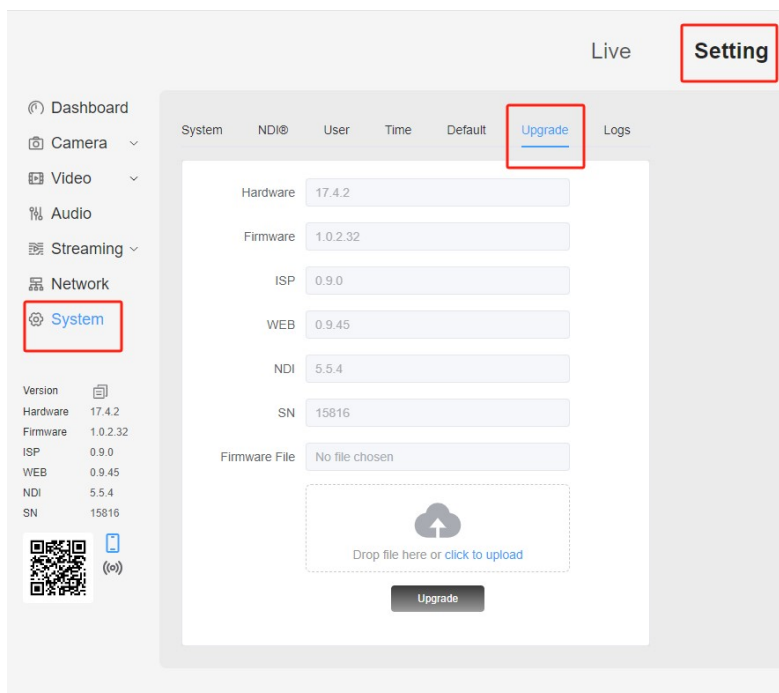 Live Setting
Dashboard
Camera
Video
Audio
Streaming
Network
System
Version
Hardware 17.4.2
Firmware 1.0.2.32
ISP 0.9.0
WEB 0.9.45
NDI 5.5.4
SN 15816
System NDI® User Time Default Upgrade Logs
Hardware 17.4.2
Firmware 1.0.2.32
ISP 0.9.0
WEB 0.9.45
NDI 5.5.4
SN 15816
Firmware File No file chosen
Drop file here or click to upload
Upgrade